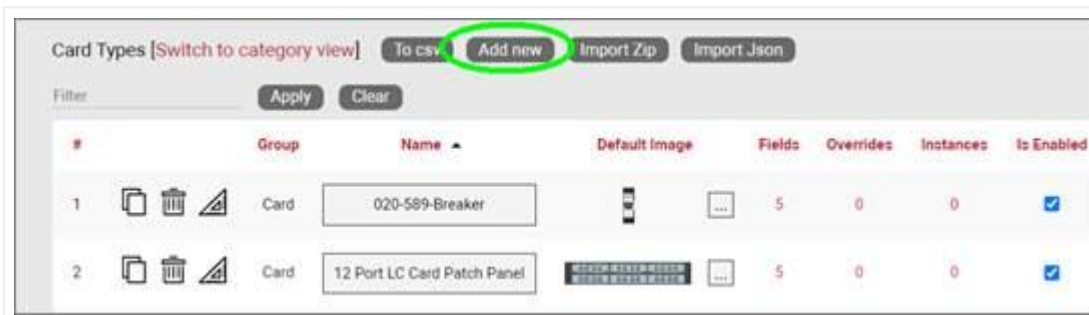 Card Types [Switch to category view] To csv Add new Import Zip Import Json
Filter Apply Clear
# Group Name ▲ Default Image Fields Overrides Instances Is Enabled
1 Card 020-589-Breaker ... 5 0 0
2 Card 12 Port LC Card Patch Panel ... 5 0 0